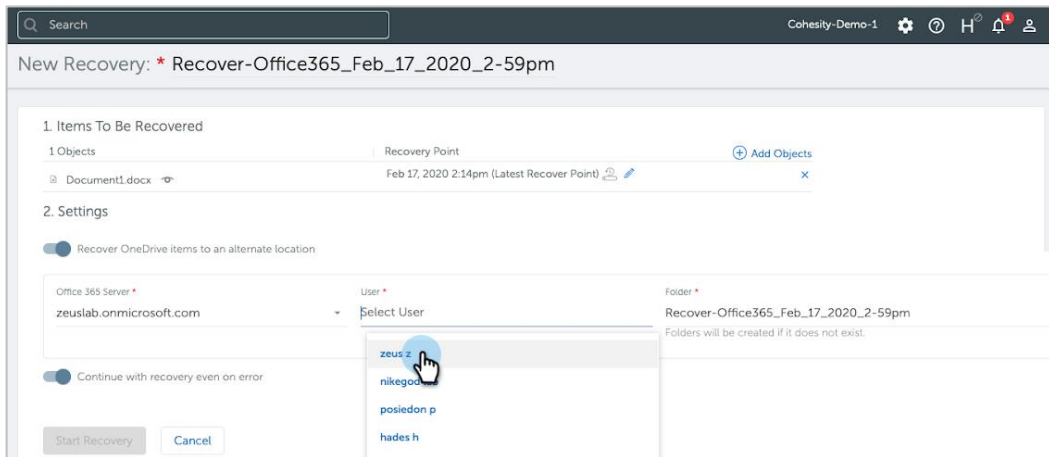 Search
Cohesity-Demo-1
H
1
New Recovery: * Recover-Office365_Feb_17_2020_2-59pm
1. Items To Be Recovered
1 Objects
Recovery Point
Add Objects
Document1.docx
Feb 17, 2020 2:14pm (Latest Recover Point)
2. Settings
Recover OneDrive items to an alternate location
Office 365 Server *
User *
Folder *
zeuslab.onmicrosoft.com
Select User
Recover-Office365_Feb_17_2020_2-59pm
Folders will be created if it does not exist.
zeus z
Continue with recovery even on error
posiedon p
hades h
Start Recovery
Cancel